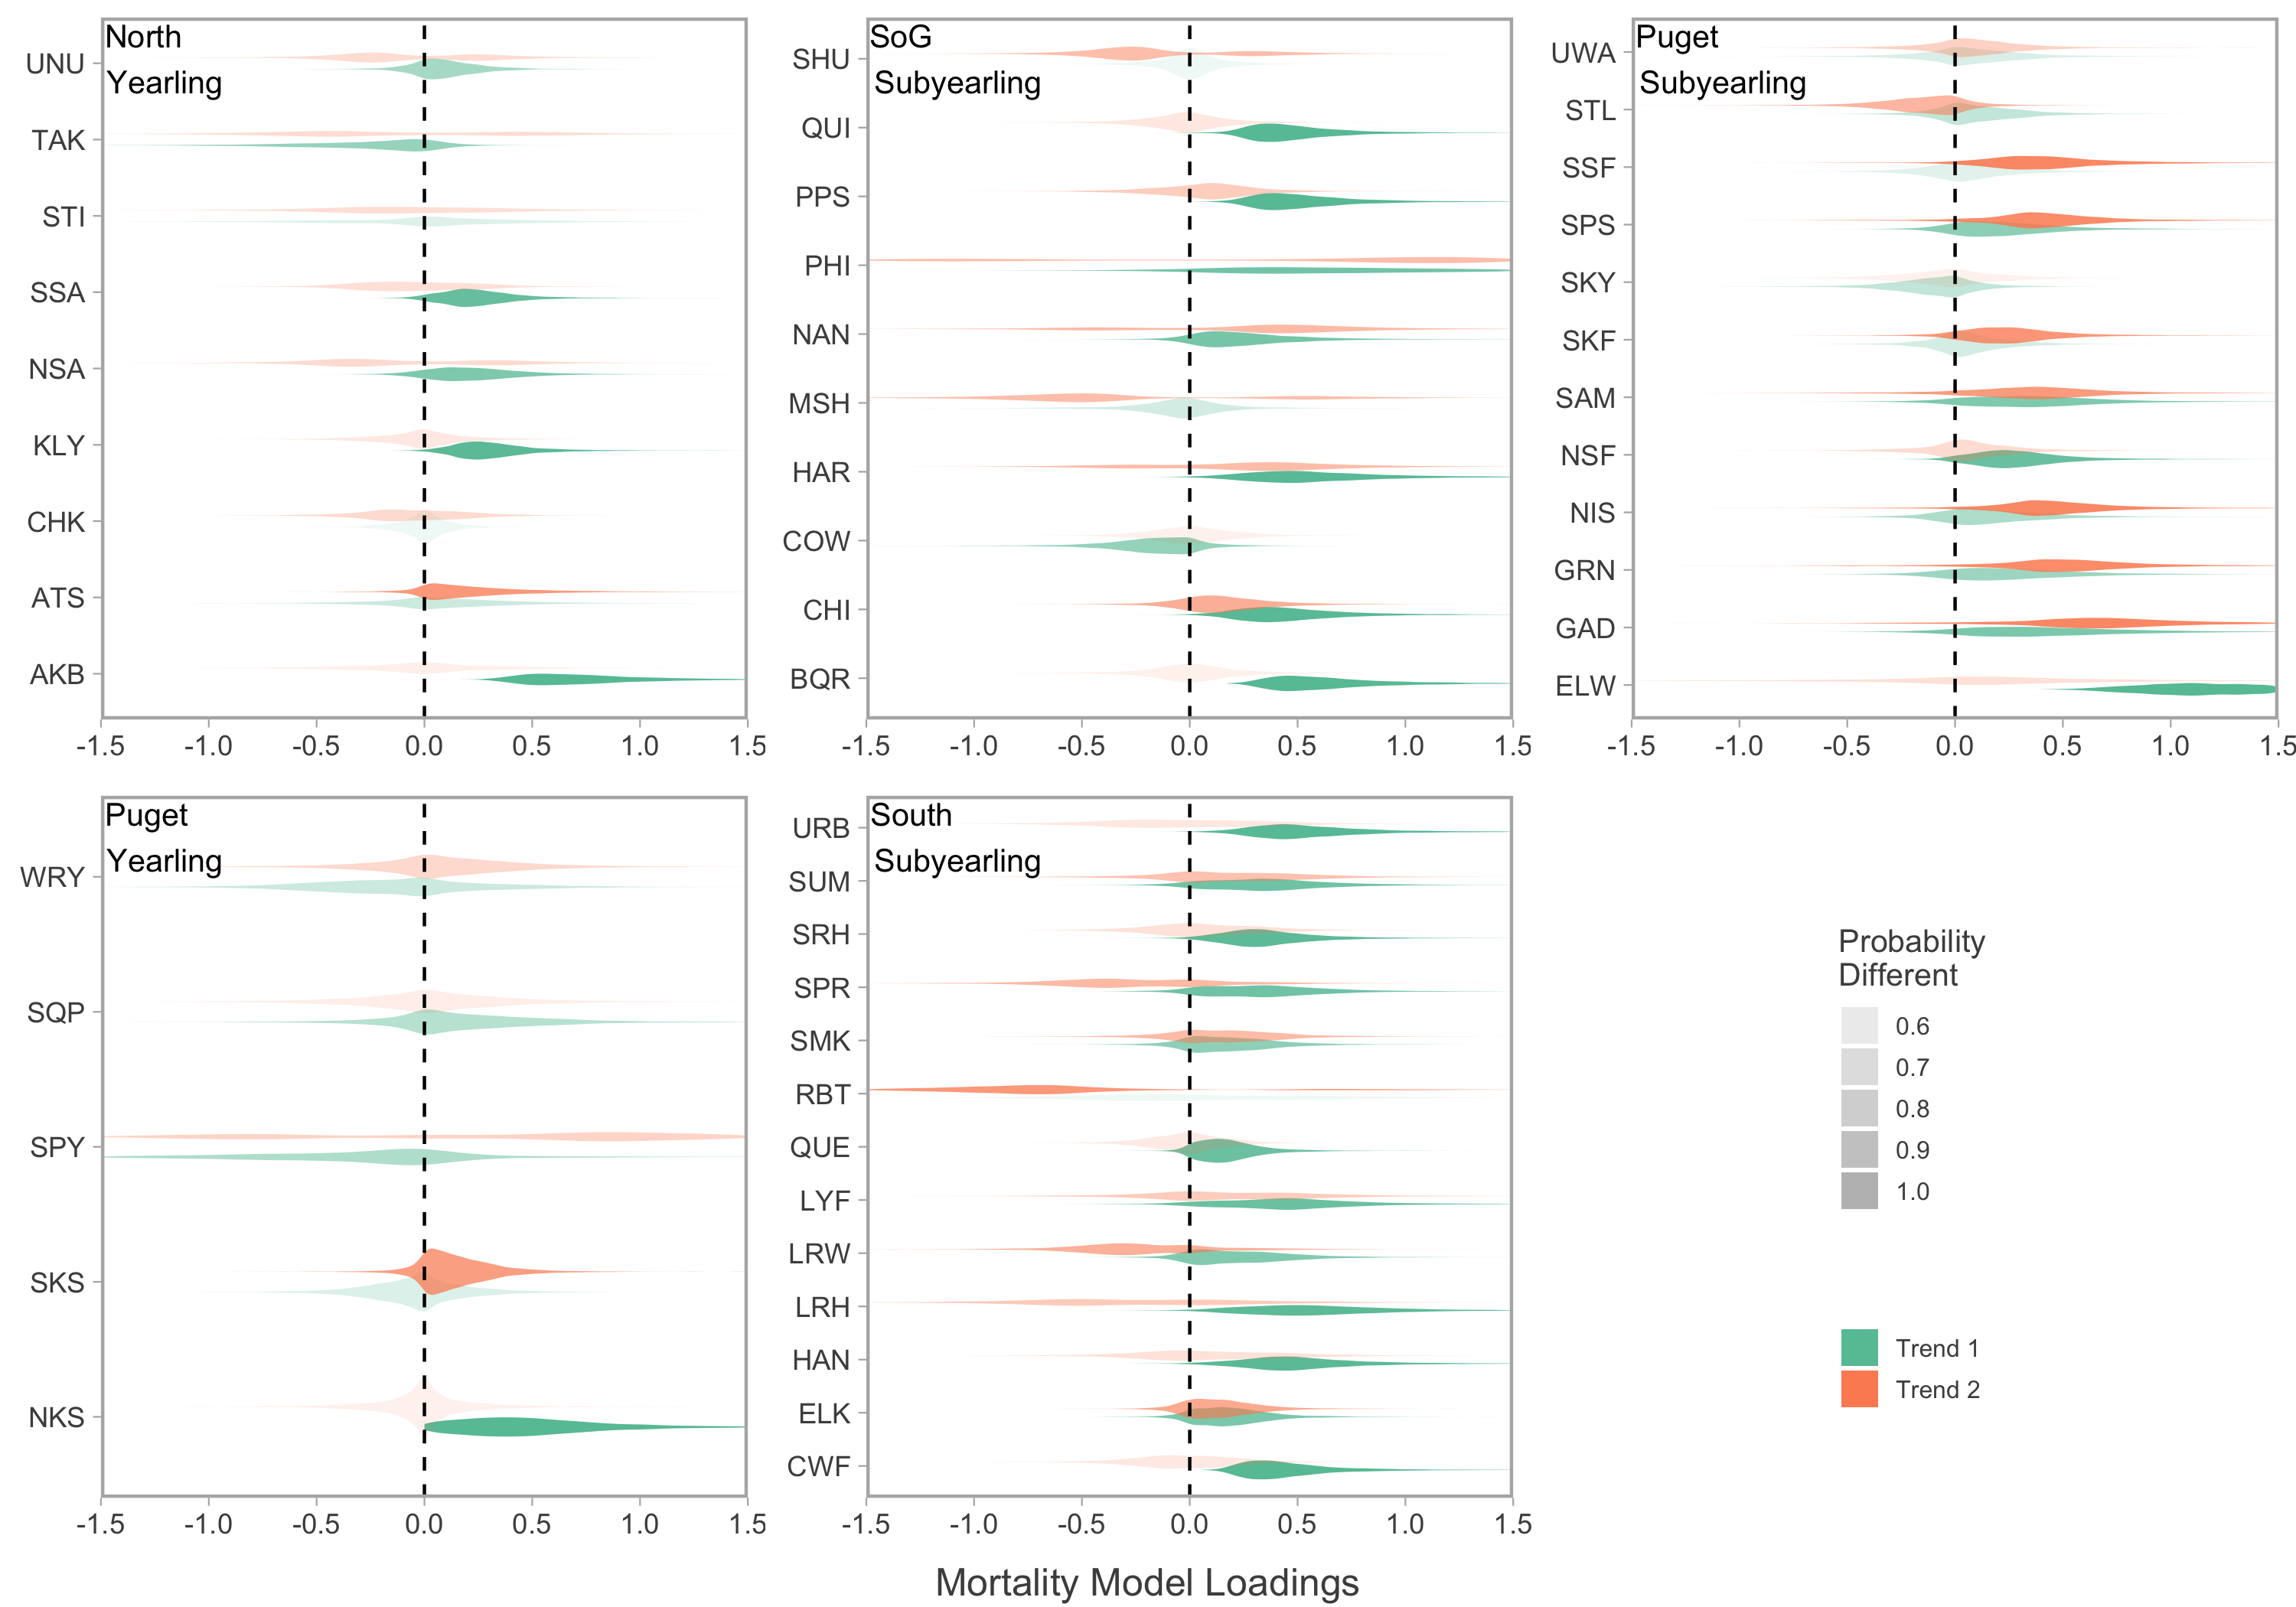 North
Yearling
UNU
TAK
STI
SSA
NSA
KLY
CHK
ATS
AKB
-1.5 -1.0 -0.5 0.0 0.5 1.0 1.5
SoG
Subyearling
SHU
QUI
PPS
PHI
NAN
MSH
HAR
COW
CHI
BQR
-1.5 -1.0 -0.5 0.0 0.5 1.0 1.5
Puget
Subyearling
UWA
STL
SSF
SPS
SKY
SKF
SAM
NSF
NIS
GRN
GAD
ELW
-1.5 -1.0 -0.5 0.0 0.5 1.0 1.5
Puget
Yearling
WRY
SQP
SPY
SKS
NKS
-1.5 -1.0 -0.5 0.0 0.5 1.0 1.5
South
Subyearling
URB
SUM
SRH
SPR
SMK
RBT
QUE
LYF
LRW
LRH
HAN
ELK
CWF
-1.5 -1.0 -0.5 0.0 0.5 1.0 1.5
Probability
Different
0.6
0.7
0.8
0.9
1.0
Trend 1
Trend 2
Mortality Model Loadings